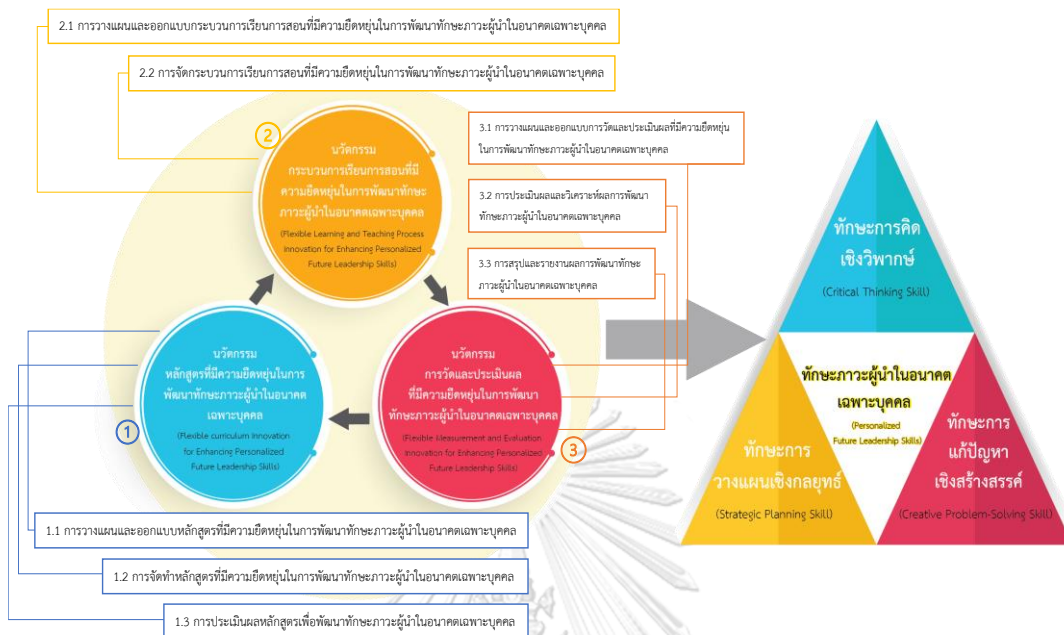 2.1 การวางแผนและออกแบบกระบวนการเรียนการสอนที่มีความยืดหยุ่นในการพัฒนาทักษะภาวะผู้นำในอนาคตเฉพาะบุคคล
2.2 การจัดกระบวนการเรียนการสอนที่มีความยืดหยุ่นในการพัฒนาทักษะภาวะผู้นำในอนาคตเฉพาะบุคคล
2
นวัตกรรม
กระบวนการเรียนการสอนที่มี
ความยืดหยุ่นในการพัฒนาทักษะ
ภาวะผู้นำในอนาคตเฉพาะบุคคล
(Flexible Learning and Teaching Process
Innovation for Enhancing Personalized
Future Leadership Skills)
3.1 การวางแผนและออกแบบการวัดและประเมินผลที่มีความยืดหยุ่น
ในการพัฒนาทักษะภาวะผู้นำในอนาคตเฉพาะบุคคล
3.2 การประเมินผลและวิเคราะห์ผลการพัฒนา
ทักษะภาวะผู้นำในอนาคตเฉพาะบุคคล
3.3 การสรุปและรายงานผลการพัฒนาทักษะ
ภาวะผู้นำในอนาคตเฉพาะบุคคล
นวัตกรรม
หลักสูตรที่มีความยืดหยุ่นในการ
พัฒนาทักษะภาวะผู้นำในอนาคต
เฉพาะบุคคล
(Flexible curriculum Innovation
for Enhancing Personalized
Future Leadership Skills)
1
นวัตกรรม
การวัดและประเมินผล
ที่มีความยืดหยุ่นในการพัฒนา
ทักษะภาวะผู้นำในอนาคตเฉพาะบุคคล
(Flexible Measurement and Evaluation
Innovation for Enhancing Personalized
Future Leadership Skills)
3
1.1 การวางแผนและออกแบบหลักสูตรที่มีความยืดหยุ่นในการพัฒนาทักษะภาวะผู้นำในอนาคตเฉพาะบุคคล
1.2 การจัดทำหลักสูตรที่มีความยืดหยุ่นในการพัฒนาทักษะภาวะผู้นำในอนาคตเฉพาะบุคคล
1.3 การประเมินผลหลักสูตรเพื่อพัฒนาทักษะภาวะผู้นำในอนาคตเฉพาะบุคคล
ทักษะการคิด
เชิงวิพากษ์
(Critical Thinking Skill)
ทักษะภาวะผู้นำในอนาคต
เฉพาะบุคคล
(Personalized
Future Leadership Skills)
ทักษะการ
วางแผนเชิงกลยุทธ์
(Strategic Planning Skill)
ทักษะการ
แก้ปัญหา
เชิงสร้างสรรค์
(Creative Problem-Solving Skill)